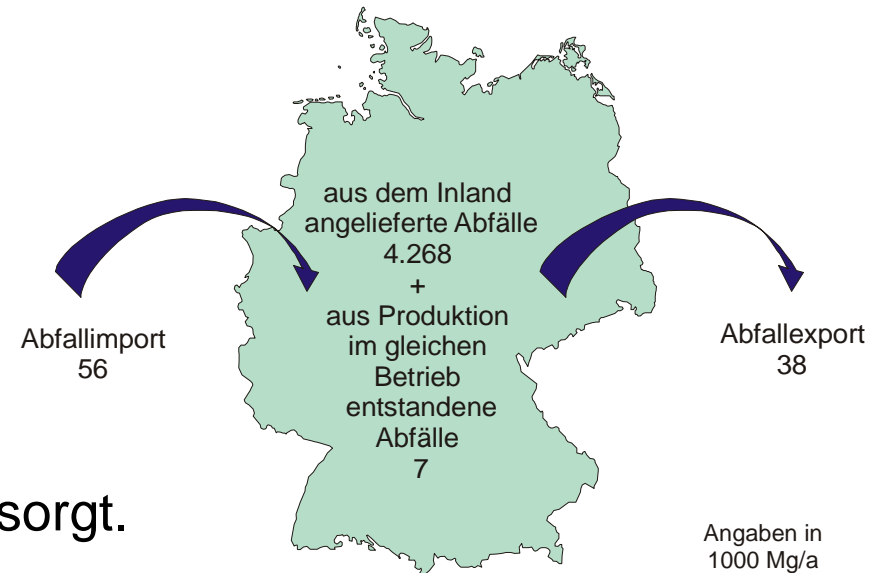 aus dem Inland
angelieferte Abfälle
4.268
+
aus Produktion
im gleichen
Betrieb
entstandene
Abfälle
7
Abfallimport
56
Abfallexport
38
sorgt.
Angaben in
1000 Mg/a